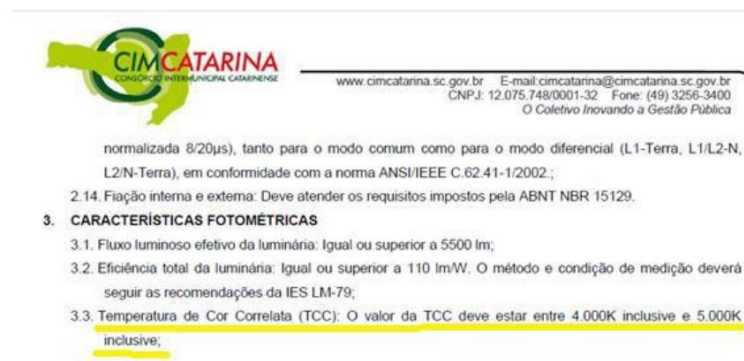 CIMCATARINA
CONSÓRCIO INTERMUNICIPAL CATARINENSE
www.cimcatarina.sc.gov.br E-mail:cimcatarina@cimcatarina.sc.gov.br
CNPJ: 12.075.748/0001-32 Fone: (49) 3256-3400
O Coletivo Inovando a Gestão Pública
normalizada 8/20µs), tanto para o modo comum como para o modo diferencial (L1-Terra, L1/L2-N,
L2/N-Terra), em conformidade com a norma ANSI/IEEE C.62.41-1/2002.;
2.14. Fiação interna e externa: Deve atender os requisitos impostos pela ABNT NBR 15129.
3. CARACTERÍSTICAS FOTOMÉTRICAS
3.1. Fluxo luminoso efetivo da luminária: Igual ou superior a 5500 lm;
3.2. Eficiência total da luminária: Igual ou superior a 110 lm/W. O método e condição de medição deverá
seguir as recomendações da IES LM-79;
3.3. Temperatura de Cor Correlata (TCC): O valor da TCC deve estar entre 4.000K inclusive e 5.000K
inclusive;